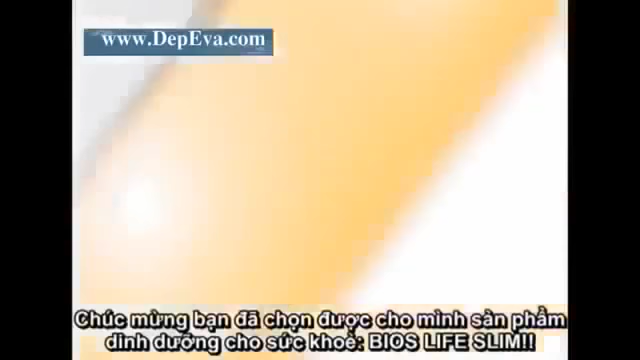 www.DepEva.com
Chúc mừng bạn đã chọn được cho mình sản phẩm
dinh dưỡng cho sức khoẻ: BIOS LIFE SLIM!!